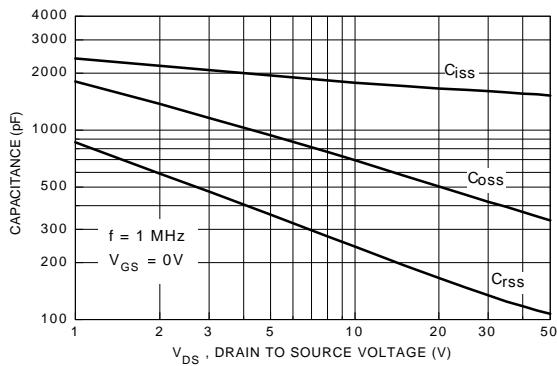 4000
3000
2000
1000
500
300
200
100
CAPACITANCE (pF)
Ciss
Coss
Crss
f = 1 MHz
VGS = 0V
1 2 3 5 10 20 30 50
VDS , DRAIN TO SOURCE VOLTAGE (V)